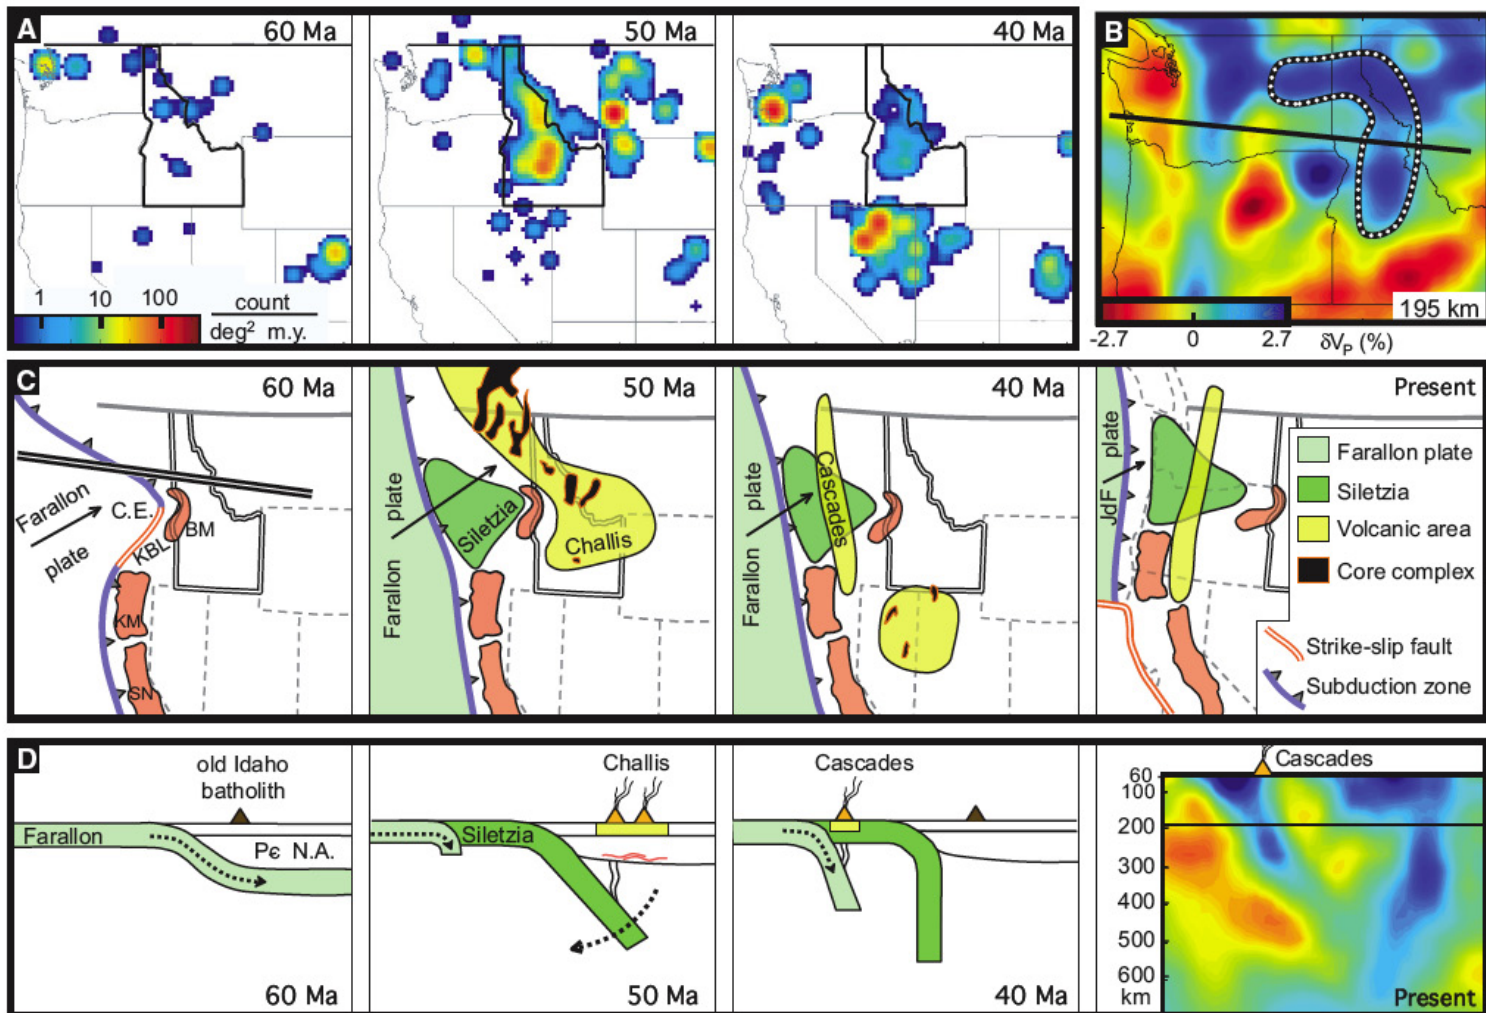 A
60 Ma
50 Ma
40 Ma
1 10 100
count
deg² m.y.
B
195 km
-2.7 0 2.7 δVP (%)
C
60 Ma
Farallon
plate
C.E.
KBL
BM
KM
SN
50 Ma
Farallon plate
Siletzia
Challis
40 Ma
Farallon plate
Cascades
Present
JdF plate
Farallon plate
Siletzia
Volcanic area
Core complex
Strike-slip fault
Subduction zone
D
old Idaho
batholith
Farallon
Pϵ N.A.
60 Ma
Challis
Siletzia
50 Ma
Cascades
40 Ma
Cascades
60
100
200
300
400
500
600
km
Present